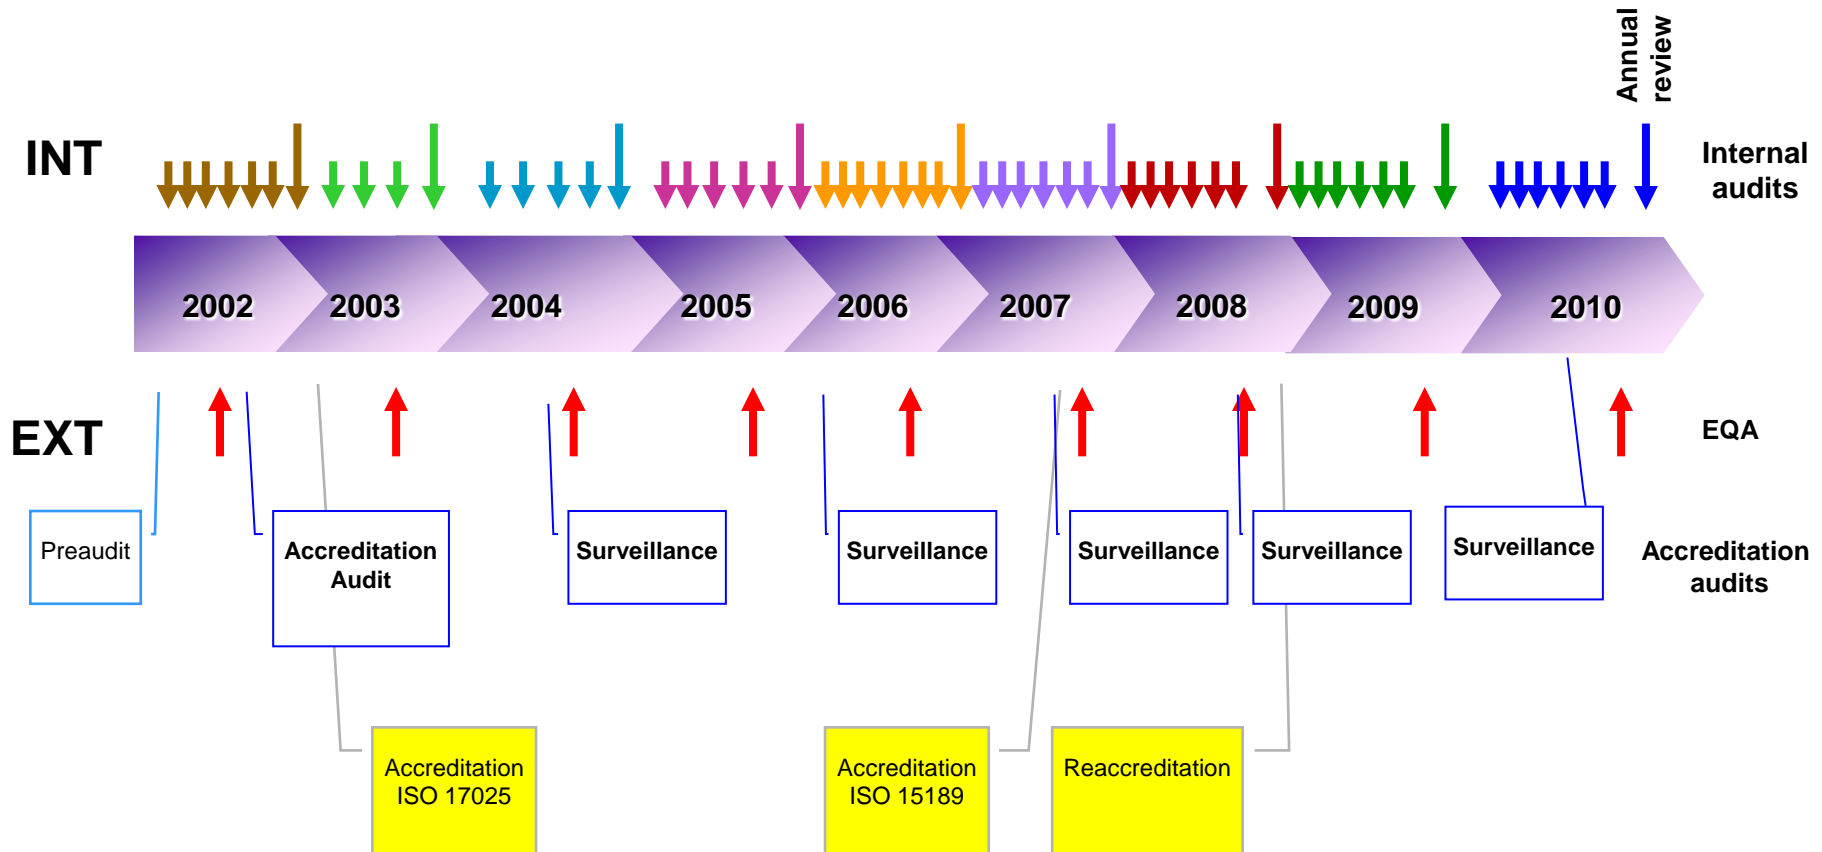 Annual
review
INT
Internal
audits
2002
2003
2004
2005
2006
2007
2008
2009
2010
EXT
EQA
Preaudit
Accreditation
Audit
Surveillance
Surveillance
Surveillance
Surveillance
Surveillance
Accreditation
audits
Accreditation
ISO 17025
Accreditation
ISO 15189
Reaccreditation